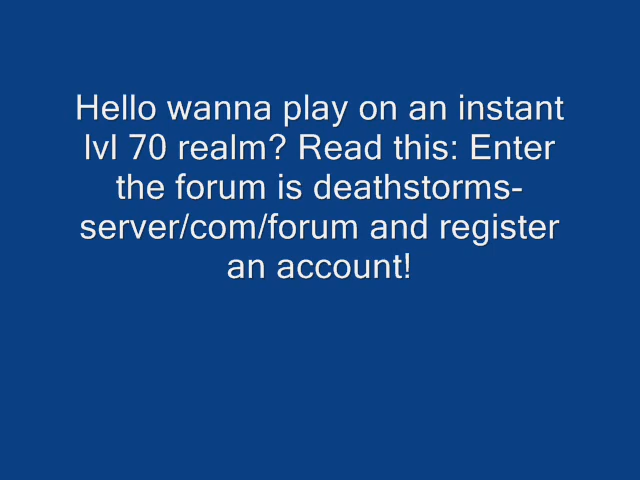 Hello wanna play on an instant
lvl 70 realm? Read this: Enter
the forum is deathstorms-
server/com/forum and register
an account!